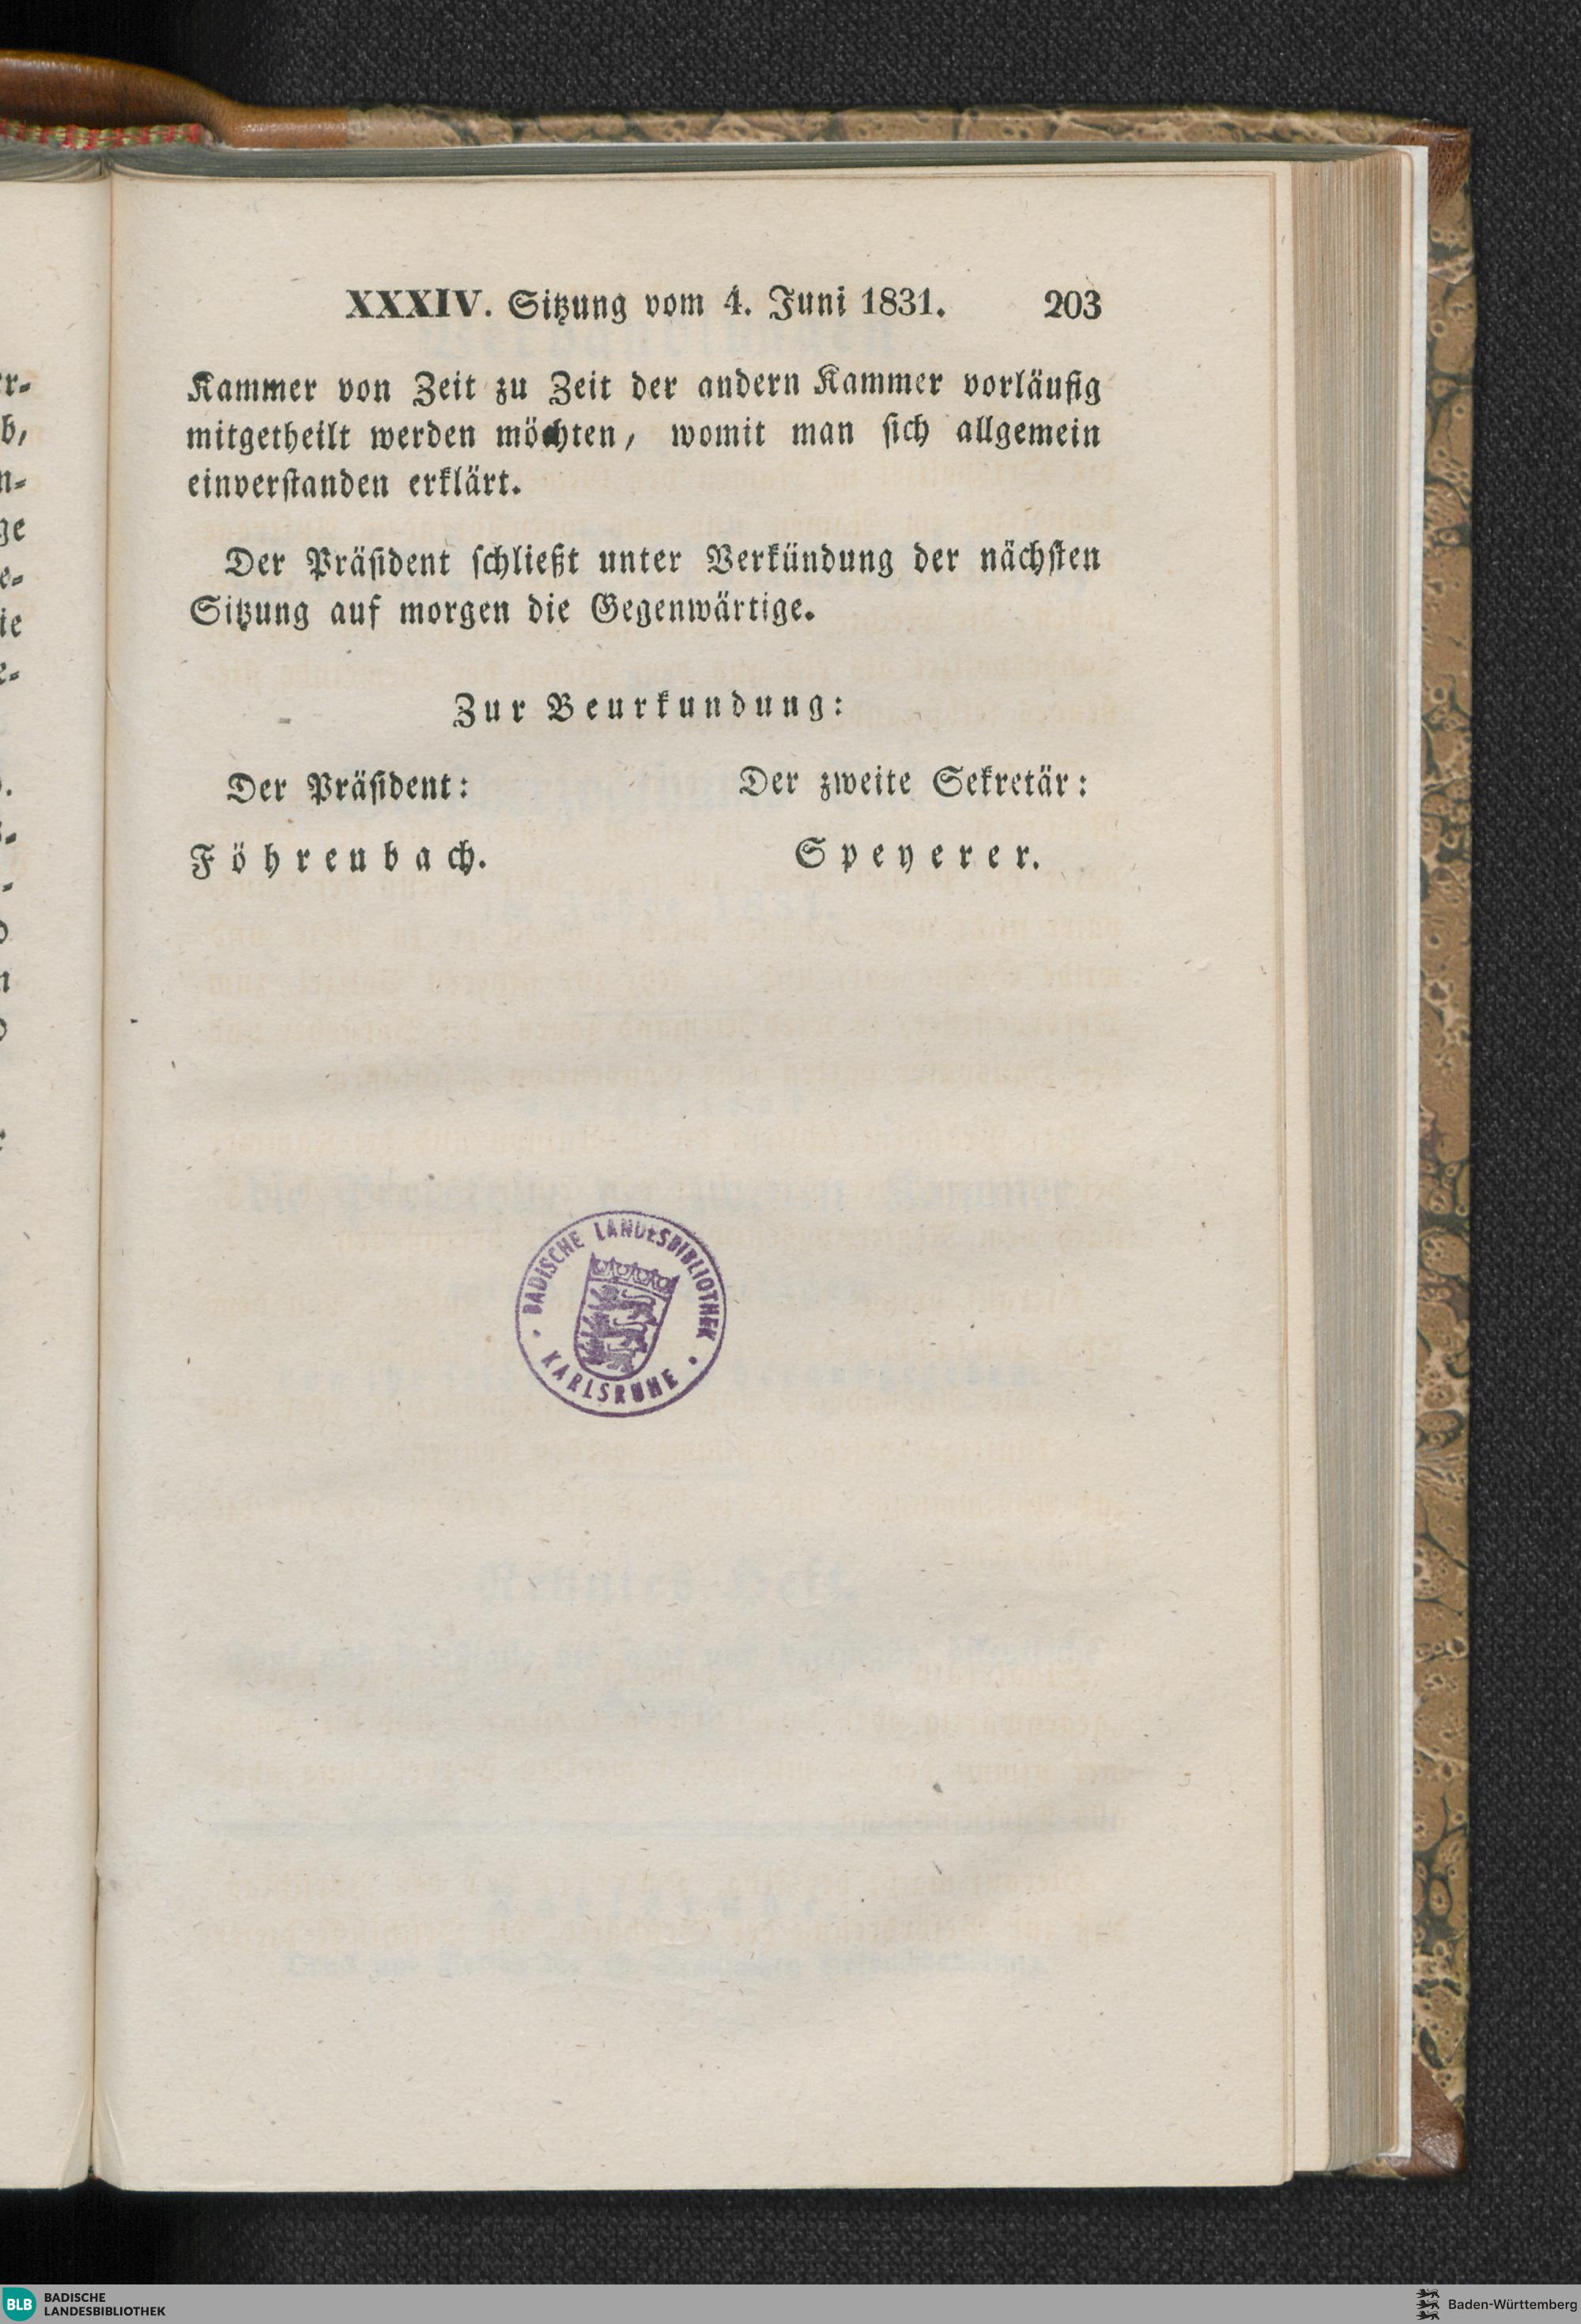 XXXIV. Sitzung vom 4. Juni 1831. 203
Kammer von Zeit zu Zeit der andern Kammer vorläufig
mitgetheilt werden möchten, womit man sich allgemein
einverstanden erklärt.
Der Präsident schließt unter Verkündung der nächsten
Sitzung auf morgen die Gegenwärtige.
Zur Beurkundung:
Der Präsident: Der zweite Sekretär:
Föhrenbach. Speyerer.
BADISCHE LANDESBIBLIOTHEK
KARLSRUHE
BLB BADISCHE
LANDESBIBLIOTHEK
Baden-Württemberg